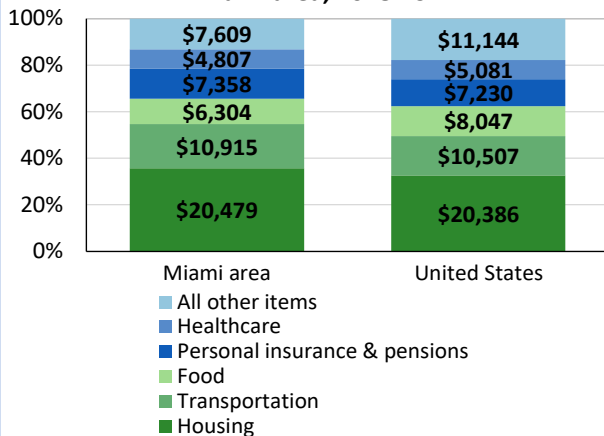 100%
80%
60%
40%
20%
0%
$7,609
$4,807
$7,358
$6,304
$10,915
$20,479
$11,144
$5,081
$7,230
$8,047
$10,507
$20,386
Miami area
United States
All other items
Healthcare
Personal insurance & pensions
Food
Transportation
Housing